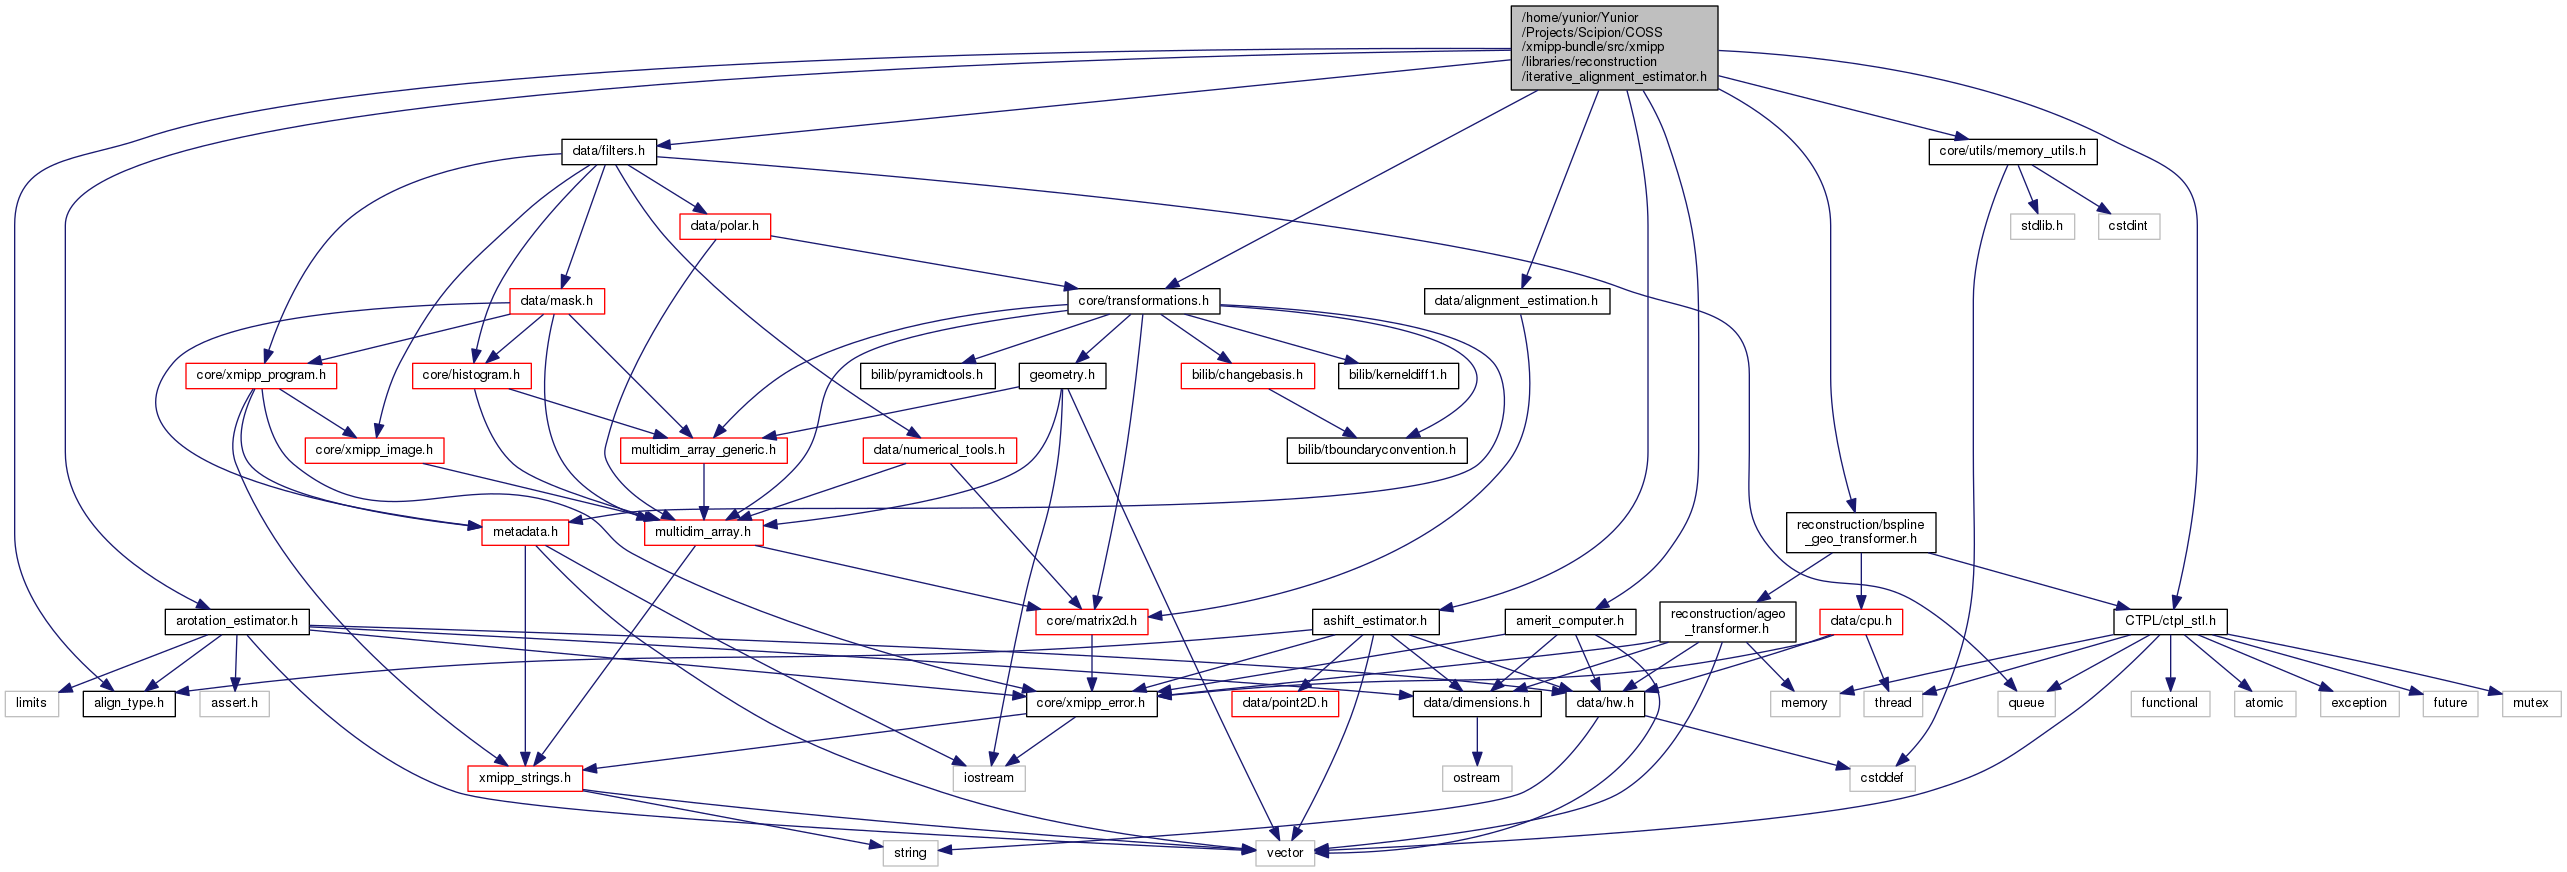 /home/yunior/Yunior
/Projects/Scipion/COSS
/xmipp-bundle/src/xmipp
/libraries/reconstruction
/iterative_alignment_estimator.h
data/filters.h
core/utils/memory_utils.h
data/polar.h
stdlib.h
cstdint
data/mask.h
core/transformations.h
data/alignment_estimation.h
core/xmipp_program.h
core/histogram.h
bilib/pyramidtools.h
geometry.h
bilib/changebasis.h
bilib/kerneldiff1.h
core/xmipp_image.h
multidim_array_generic.h
data/numerical_tools.h
bilib/tboundaryconvention.h
metadata.h
multidim_array.h
reconstruction/bspline
_geo_transformer.h
arotation_estimator.h
core/matrix2d.h
ashift_estimator.h
amerit_computer.h
reconstruction/ageo
_transformer.h
data/cpu.h
CTPL/ctpl_stl.h
limits
align_type.h
assert.h
core/xmipp_error.h
data/point2D.h
data/dimensions.h
data/hw.h
memory
thread
queue
functional
atomic
exception
future
mutex
xmipp_strings.h
iostream
ostream
cstddef
string
vector